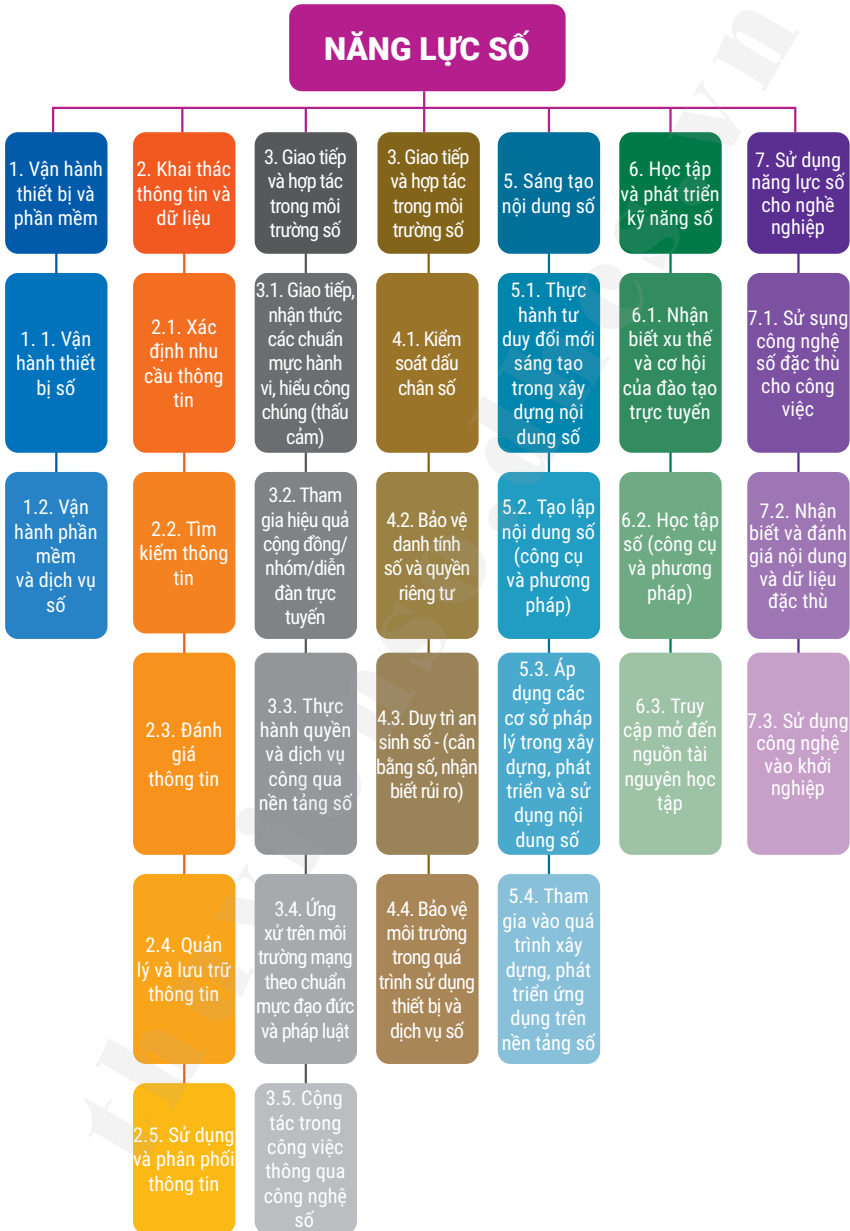 NĂNG LỰC SỐ
1. Vận hành
thiết bị và
phần mềm
1. 1. Vận
hành thiết
bị số
1.2. Vận
hành phần
mềm
và dịch vụ
số
2. Khai thác
thông tin và
dữ liệu
2.1. Xác
định nhu
cầu thông
tin
2.2. Tìm
kiếm thông
tin
2.3. Đánh
giá
thông tin
2.4. Quản
lý và lưu trữ
thông tin
2.5. Sử dụng
và phân phối
thông tin
3. Giao tiếp
và hợp tác
trong môi
trường số
3.1. Giao tiếp,
nhận thức
các chuẩn
mực hành
vi, hiểu công
chúng (thấu
cảm)
3.2. Tham
gia hiệu quả
cộng đồng/
nhóm/diễn
đàn trực
tuyến
3.3. Thực
hành quyền
và dịch vụ
công qua
nền tảng số
3.4. Ứng
xử trên môi
trường mạng
theo chuẩn
mực đạo đức
và pháp luật
3.5. Cộng
tác trong
công việc
thông qua
công nghệ
số
3. Giao tiếp
và hợp tác
trong môi
trường số
4.1. Kiểm
soát dấu
chân số
4.2. Bảo vệ
danh tính
số và quyền
riêng tư
4.3. Duy trì an
sinh số - (cân
bằng số, nhận
biết rủi ro)
4.4. Bảo vệ
môi trường
trong quá
trình sử dụng
thiết bị và
dịch vụ số
5. Sáng tạo
nội dung số
5.1. Thực
hành tư
duy đổi mới
sáng tạo
trong xây
dựng nội
dung số
5.2. Tạo lập
nội dung số
(công cụ
và phương
pháp)
5.3. Áp
dụng các
cơ sở pháp
lý trong xây
dựng, phát
triển và sử
dụng nội
dung số
5.4. Tham
gia vào quá
trình xây
dựng, phát
triển ứng
dụng trên
nền tảng số
6. Học tập
và phát triển
kỹ năng số
6.1. Nhận
biết xu thế
và cơ hội
của đào tạo
trực tuyến
6.2. Học tập
số (công cụ
và phương
pháp)
6.3. Truy
cập mở đến
nguồn tài
nguyên học
tập
7. Sử dụng
năng lực số
cho nghề
nghiệp
7.1. Sử sụng
công nghệ
số đặc thù
cho công
việc
7.2. Nhận
biết và đánh
giá nội dung
và dữ liệu
đặc thù
7.3. Sử dụng
công nghệ
vào khởi
nghiệp